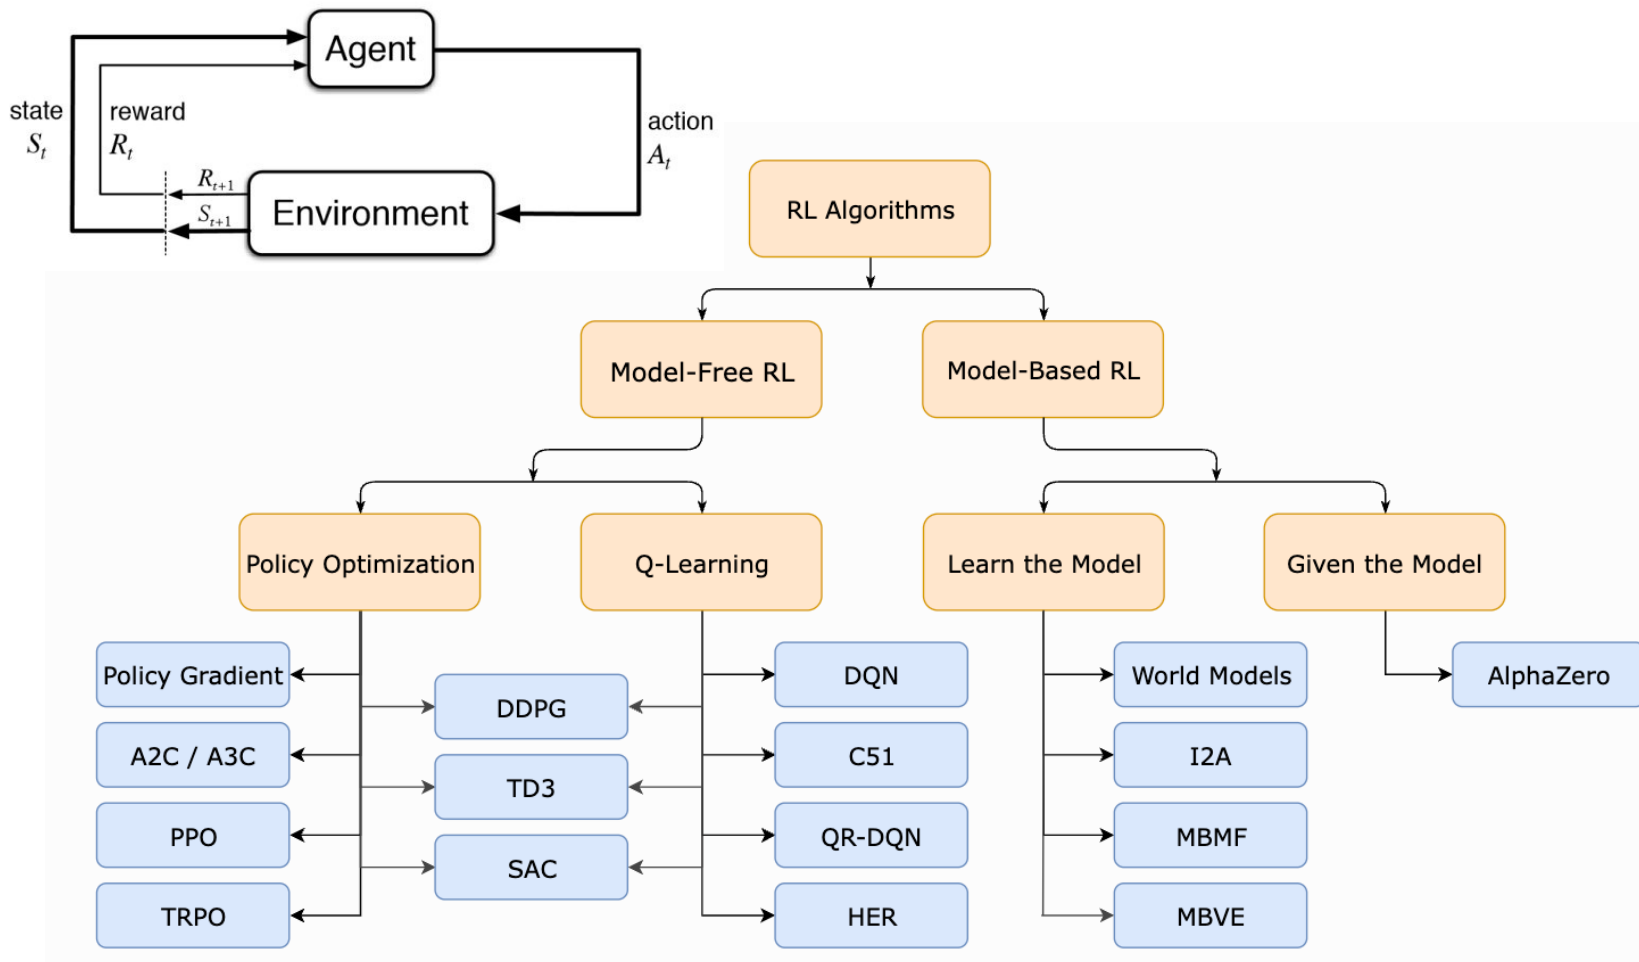 Agent
state
S_t
reward
R_t
action
A_t
R_{t+1}
S_{t+1}
Environment
RL Algorithms
Model-Free RL
Model-Based RL
Policy Optimization
Q-Learning
Learn the Model
Given the Model
Policy Gradient
DDPG
DQN
World Models
AlphaZero
A2C / A3C
TD3
C51
I2A
PPO
SAC
QR-DQN
MBMF
TRPO
HER
MBVE